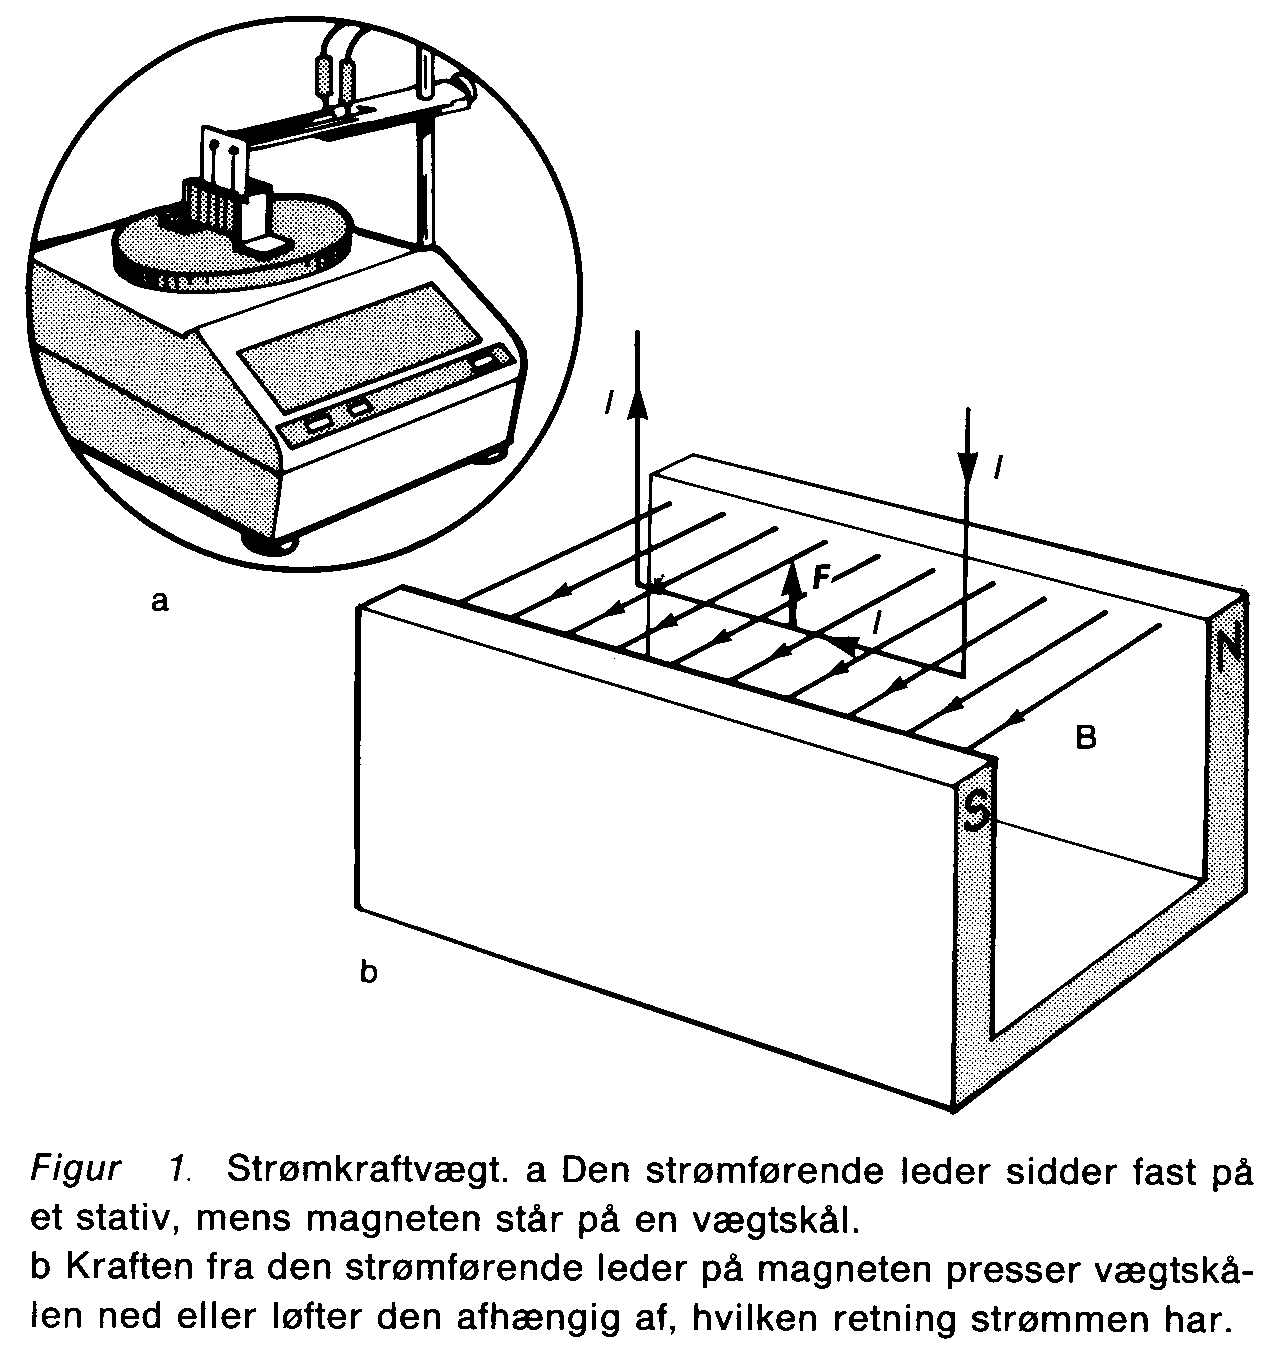 a
I
I
F
I
N
B
S
b
Figur 1. Strømkraftvægt. a Den strømførende leder sidder fast på
et stativ, mens magneten står på en vægtskål.
b Kraften fra den strømførende leder på magneten presser vægtskå-
len ned eller løfter den afhængig af, hvilken retning strømmen har.